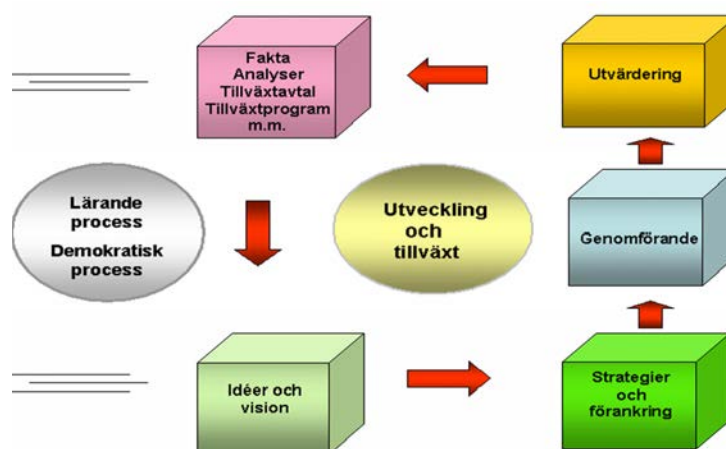 Fakta
Analyser
Tillväxtavtal
Tillväxtprogram
m.m.
Utvärdering
Lärande
process
Demokratisk
process
Utveckling
och
tillväxt
Genomförande
Idéer och
vision
Strategier
och
förankring